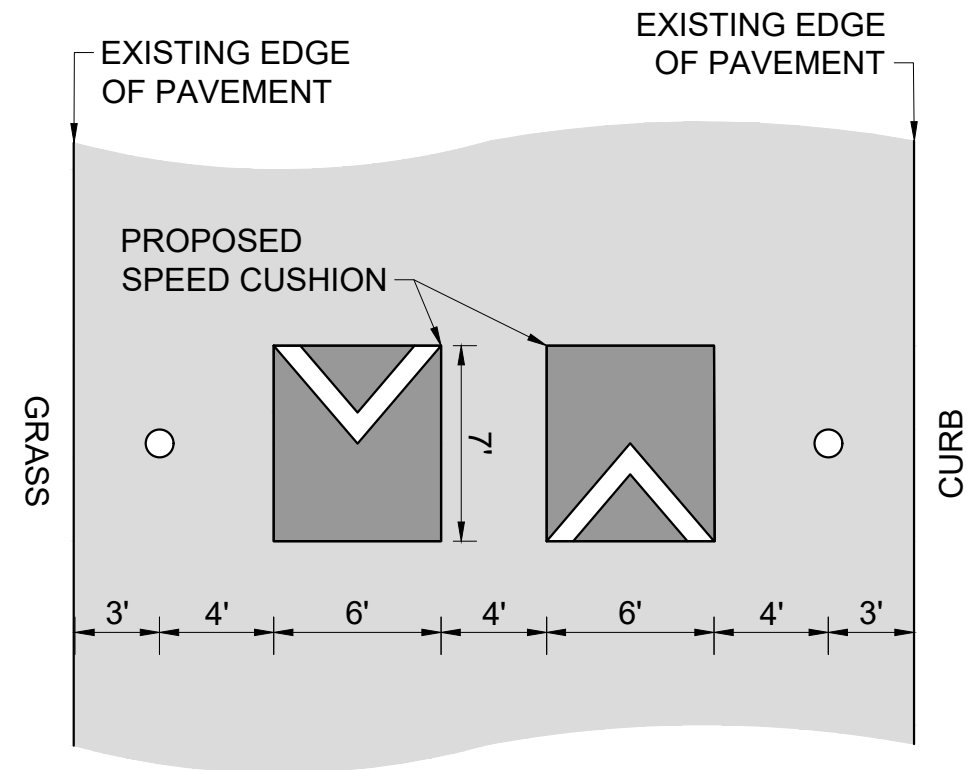 EXISTING EDGE
OF PAVEMENT
EXISTING EDGE
OF PAVEMENT
PROPOSED
SPEED CUSHION
GRASS
7'
CURB
3' 4' 6' 4' 6' 4' 3'